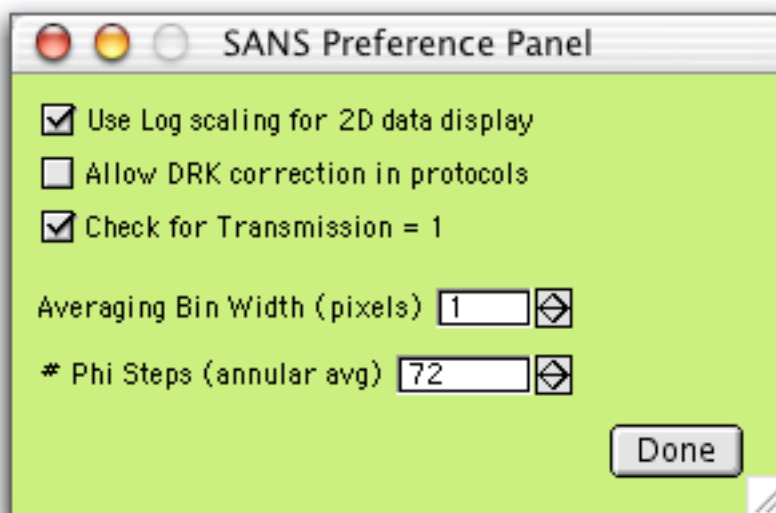 SANS Preference Panel
Use Log scaling for 2D data display
Allow DRK correction in protocols
Check for Transmission = 1
Averaging Bin Width (pixels) 1
# Phi Steps (annular avg) 72
Done